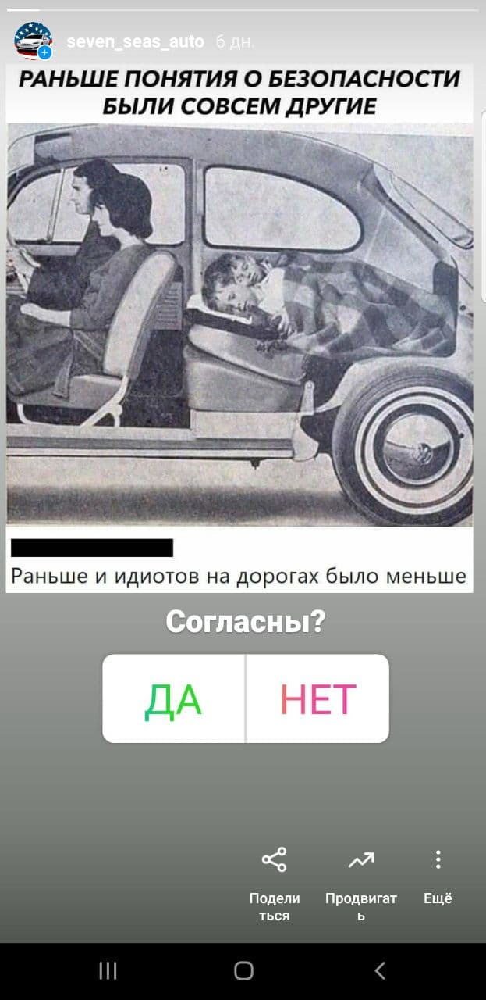 seven_seas_auto 6 дн.
РАНЬШЕ ПОНЯТИЯ О БЕЗОПАСНОСТИ
БЫЛИ СОВСЕМ ДРУГИЕ
Раньше и идиотов на дорогах было меньше
Согласны?
ДА НЕТ
Подели
ться
Продвигат
ь
Ещё